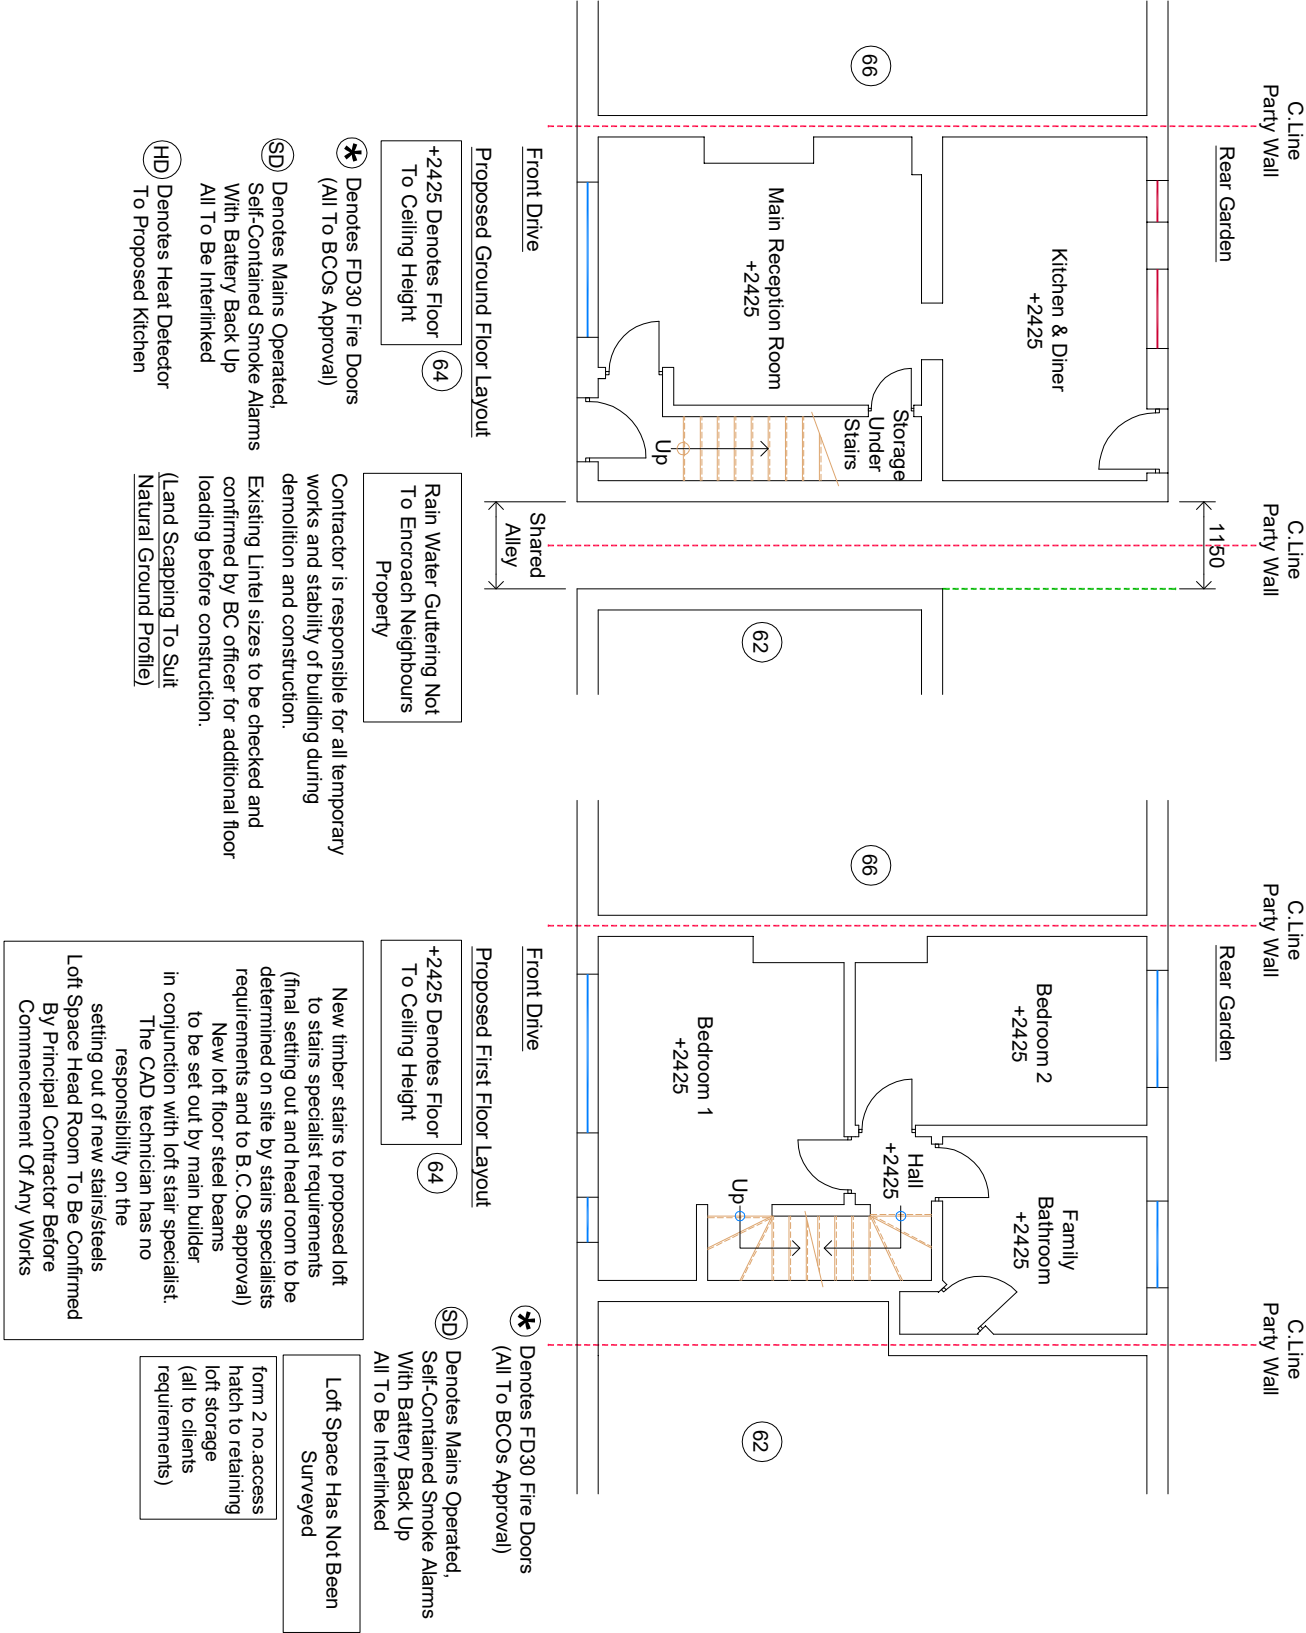 C.Line
Party Wall
Rear Garden
66
Kitchen & Diner
+2425
Main Reception Room
+2425
Storage
Under
Stairs
Up
Front Drive
C.Line
Party Wall
1150
Shared
Alley
62
Proposed Ground Floor Layout
+2425 Denotes Floor
To Ceiling Height
64
* Denotes FD30 Fire Doors
(All To BCOs Approval)
SD Denotes Mains Operated,
Self-Contained Smoke Alarms
With Battery Back Up
All To Be Interlinked
HD Denotes Heat Detector
To Proposed Kitchen
Rain Water Guttering Not
To Encroach Neighbours
Property
Contractor is responsible for all temporary
works and stability of building during
demolition and construction.
Existing Lintel sizes to be checked and
confirmed by BC officer for additional floor
loading before construction.
(Land Scapping To Suit
Natural Ground Profile)
C.Line
Party Wall
Rear Garden
66
Bedroom 2
+2425
Family
Bathroom
+2425
Hall
+2425
Bedroom 1
+2425
Up
Front Drive
C.Line
Party Wall
62
Proposed First Floor Layout
+2425 Denotes Floor
To Ceiling Height
64
New timber stairs to proposed loft
to stairs specialist requirements
(final setting out and head room to be
determined on site by stairs specialists
requirements and to B.C.Os approval)
New loft floor steel beams
to be set out by main builder
in conjunction with loft stair specialist.
The CAD technician has no
responsibility on the
setting out of new stairs/steels
Loft Space Head Room To Be Confirmed
By Principal Contractor Before
Commencement Of Any Works
* Denotes FD30 Fire Doors
(All To BCOs Approval)
SD Denotes Mains Operated,
Self-Contained Smoke Alarms
With Battery Back Up
All To Be Interlinked
Loft Space Has Not Been
Surveyed
form 2 no.access
hatch to retaining
loft storage
(all to clients
requirements)